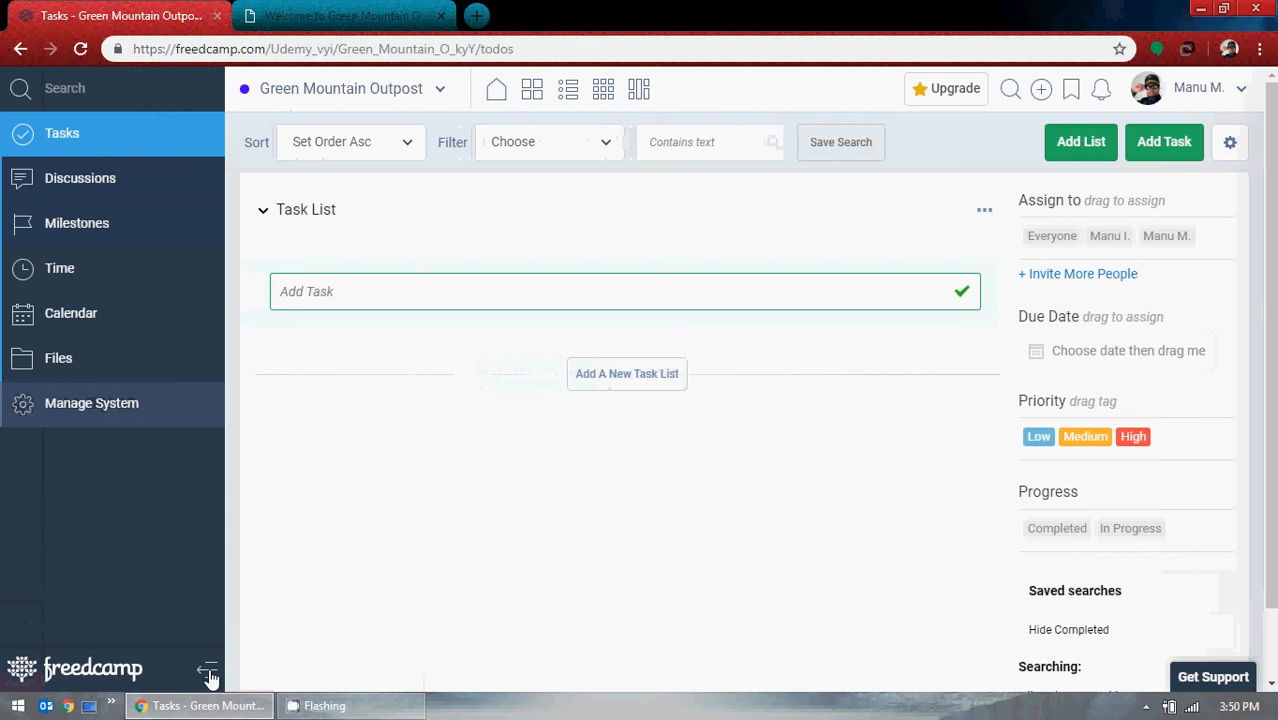 Tasks - Green Mountain Outpo...
Welcome to Green Mountain O
https://freedcamp.com/Udemy_vyi/Green_Mountain_O_kyY/todos
Search
Green Mountain Outpost
Upgrade
Manu M.
Tasks
Sort
Set Order Asc
Filter
Choose
Contains text
Save Search
Add List
Add Task
Discussions
Milestones
Time
Calendar
Files
Manage System
Task List
Add Task
Add A New Task List
Assign to drag to assign
Everyone Manu I. Manu M.
+ Invite More People
Due Date drag to assign
Choose date then drag me
Priority drag tag
Low Medium High
Progress
Completed In Progress
Saved searches
Hide Completed
Searching:
Get Support
freedcamp
Tasks - Green Mount...
Flashing
3:50 PM